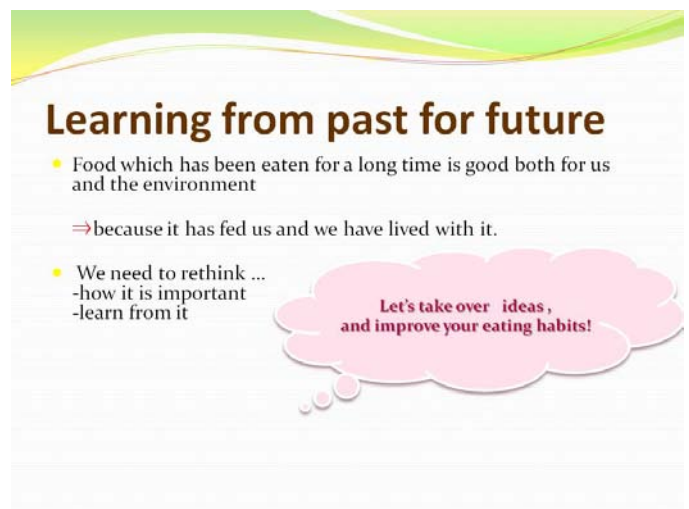 Learning from past for future
Food which has been eaten for a long time is good both for us
and the environment
⇒because it has fed us and we have lived with it.
We need to rethink ...
-how it is important
-learn from it
Let's take over ideas ,
and improve your eating habits!